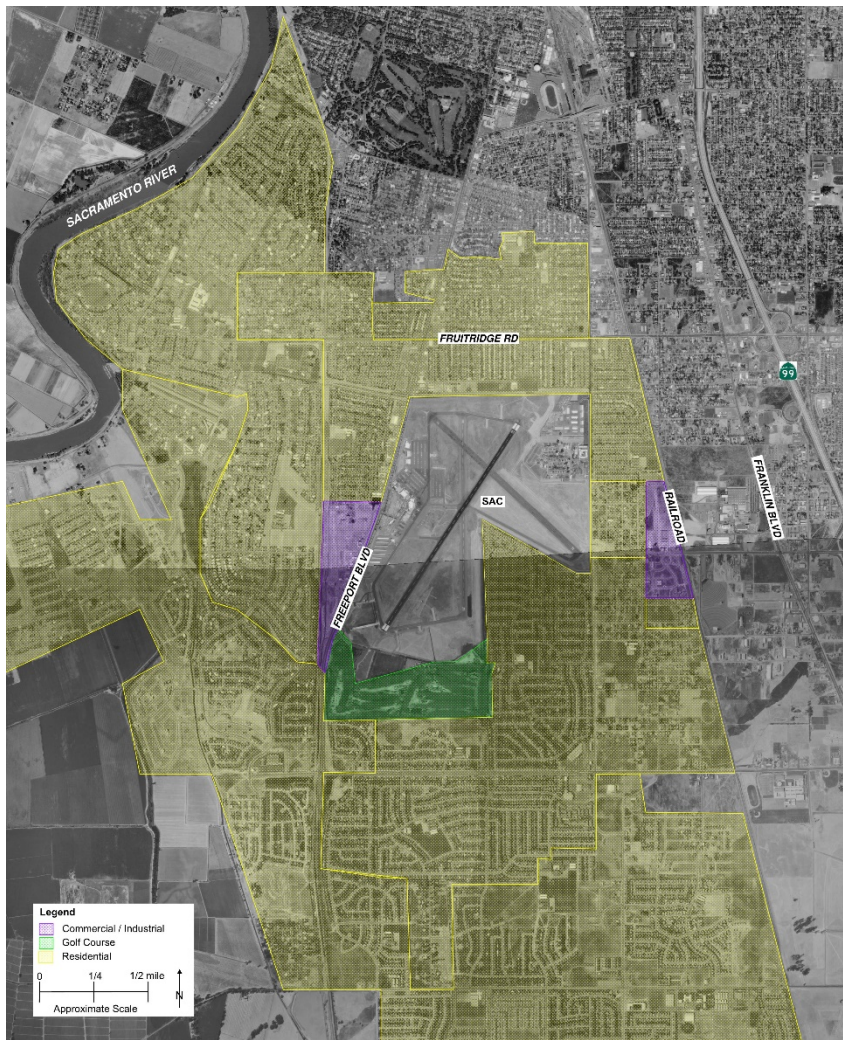 SACRAMENTO RIVER
FRUITRIDGE RD
99
SAC
FREEPORT BLVD
RAILROAD
FRANKLIN BLVD
Legend
Commercial / Industrial
Golf Course
Residential
0 1/4 1/2 mile
Approximate Scale
N